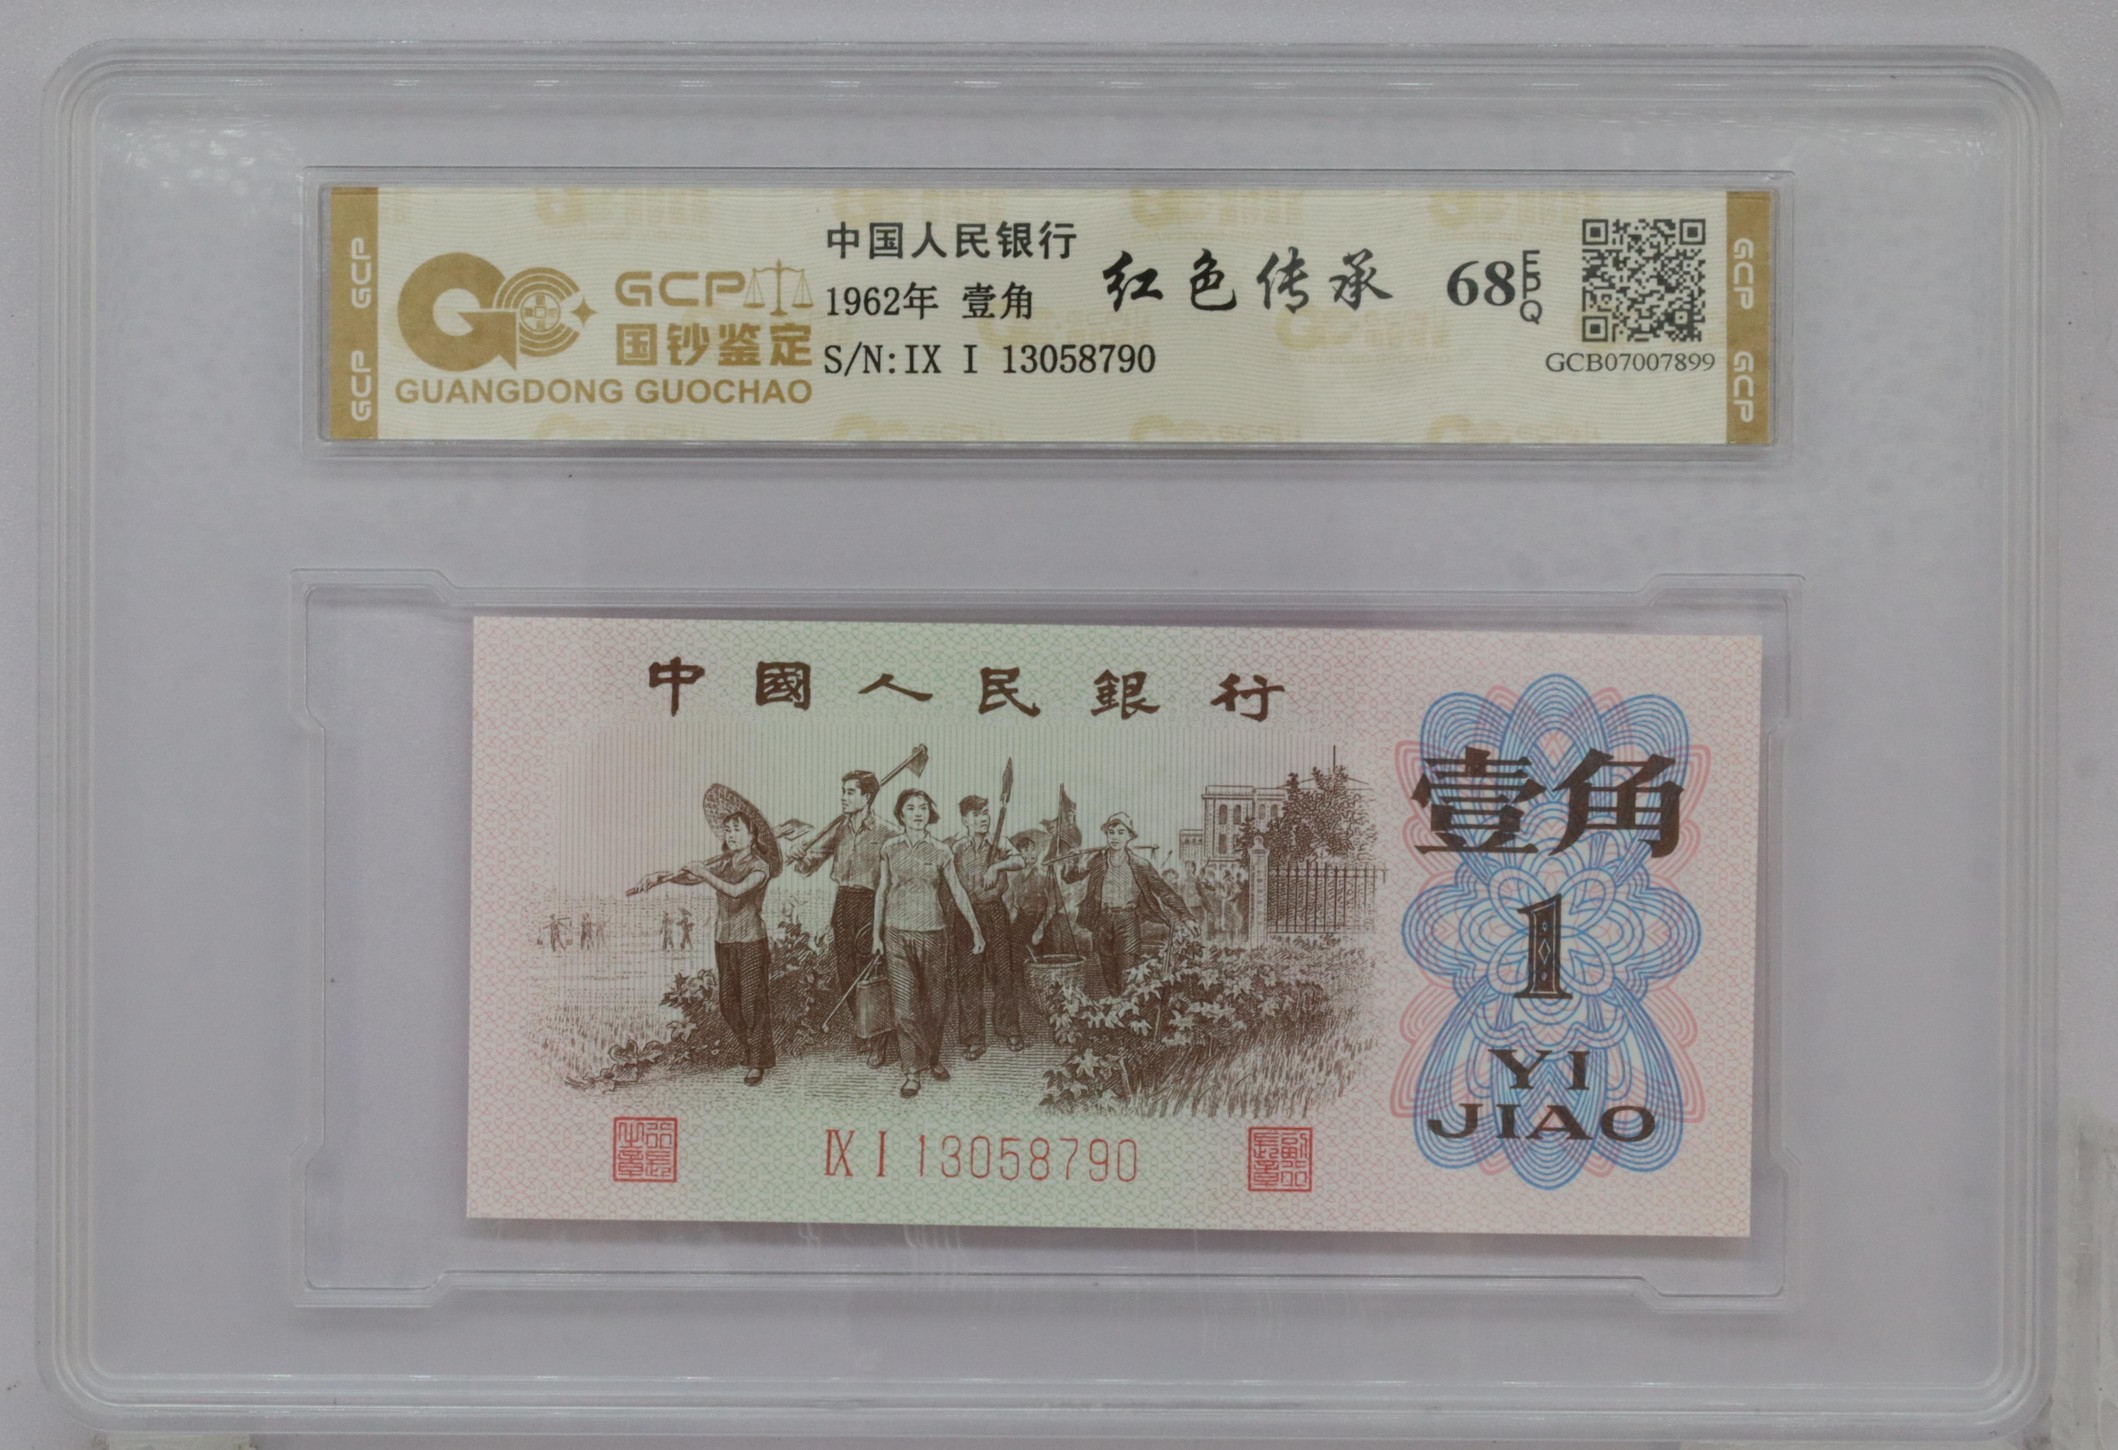 GCP
GCP
GCP
国钞鉴定
GUANGDONG GUOCHAO
中国人民银行
1962年 壹角
S/N:IX I 13058790
红色传承
68 EPQ
GCB07007899
GCP
GCP
中國人民銀行
壹角
1
YI
JIAO
IX I 13058790